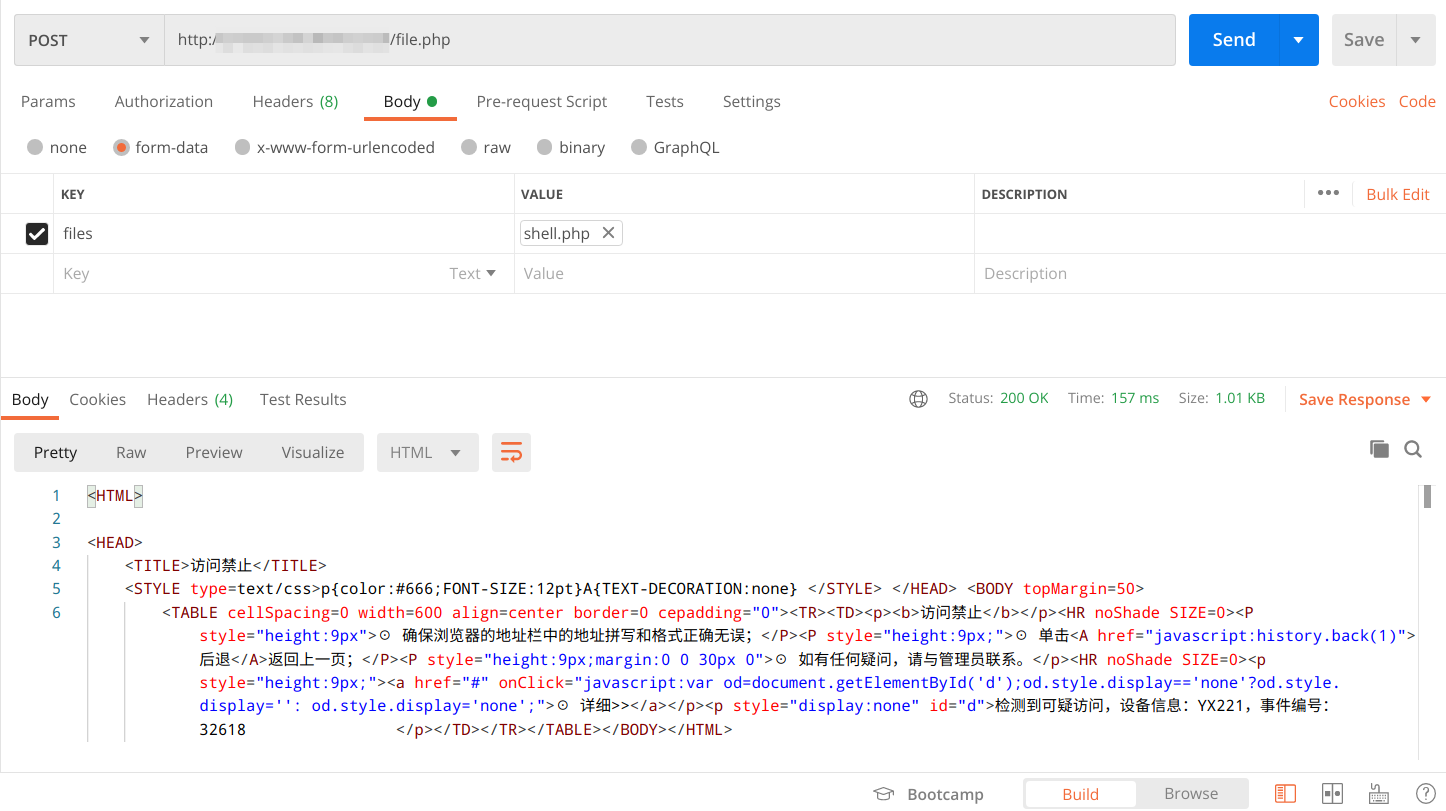 POST http:/ /file.php Send Save
Params Authorization Headers (8) Body Pre-request Script Tests Settings Cookies Code
none form-data x-www-form-urlencoded raw binary GraphQL
KEY VALUE DESCRIPTION ••• Bulk Edit
files shell.php ✕
Key Text Value Description
Body Cookies Headers (4) Test Results Status: 200 OK Time: 157 ms Size: 1.01 KB Save Response
Pretty Raw Preview Visualize HTML
1 <HTML>
2
3 <HEAD>
4 <TITLE>访问禁止</TITLE>
5 <STYLE type=text/css>p{color:#666;FONT-SIZE:12pt}A{TEXT-DECORATION:none} </STYLE> </HEAD> <BODY topMargin=50>
6 <TABLE cellSpacing=0 width=600 align=center border=0 cepadding="0"><TR><TD><p><b>访问禁止</b></p><HR noShade SIZE=0><P
style="height:9px">⊙ 确保浏览器的地址栏中的地址拼写和格式正确无误；</P><P style="height:9px;">⊙ 单击<A href="javascript:history.back(1)">
后退</A>返回上一页；</P><P style="height:9px;margin:0 0 30px 0">⊙ 如有任何疑问，请与管理员联系。</p><HR noShade SIZE=0><p
style="height:9px;"><a href="#" onClick="javascript:var od=document.getElementById('d');od.style.display=='none'?od.style.
display='': od.style.display='none';">⊙ 详细>></a></p><p style="display:none" id="d">检测到可疑访问，设备信息：YX221，事件编号：
32618 </p></TD></TR></TABLE></BODY></HTML>
Bootcamp Build Browse